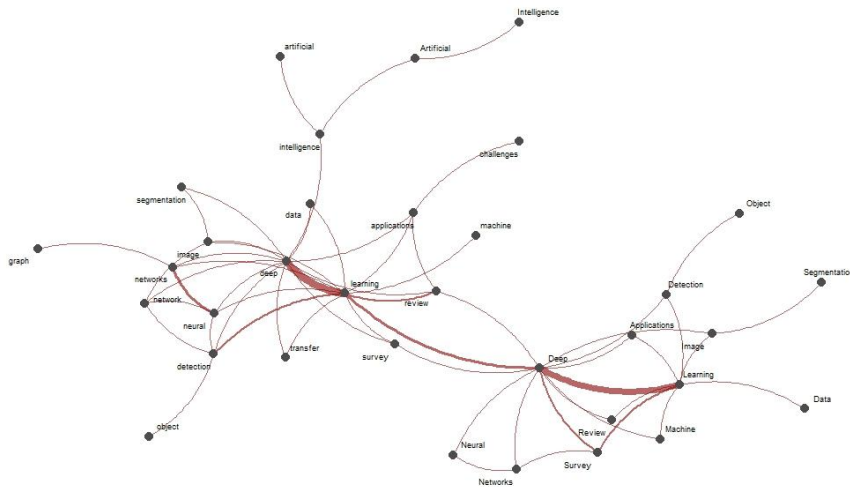 Intelligence
artificial
Artificial
intelligence
challenges
segmentation
data
applications
machine
Object
graph
image
networks
deep
learning
Detection
Segmentatio
network
review
neural
Applications
Image
transfer
survey
detection
Deep
Learning
Data
object
Review
Machine
Neural
Survey
Networks